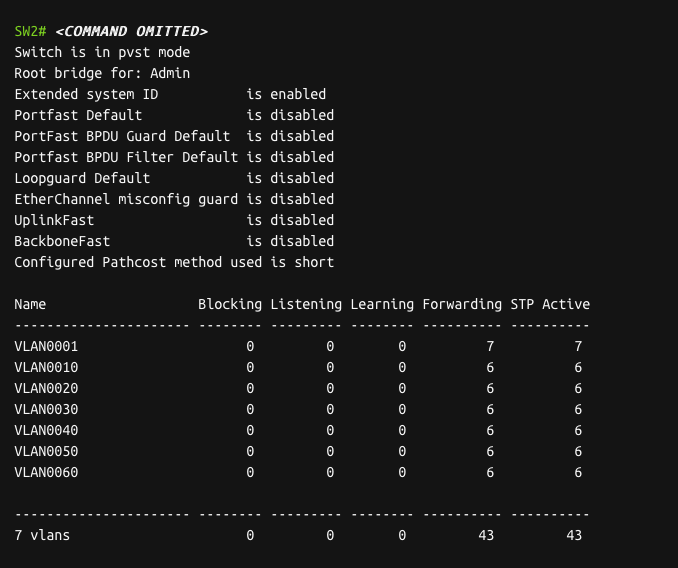 SW2# <COMMAND OMITTED>
Switch is in pvst mode
Root bridge for: Admin
Extended system ID           is enabled
Portfast Default             is disabled
PortFast BPDU Guard Default  is disabled
Portfast BPDU Filter Default is disabled
Loopguard Default            is disabled
EtherChannel misconfig guard is disabled
UplinkFast                   is disabled
BackboneFast                 is disabled
Configured Pathcost method used is short
Name                   Blocking Listening Learning Forwarding STP Active
---------------------- -------- --------- -------- ---------- ----------
VLAN0001                     0         0        0          7          7
VLAN0010                     0         0        0          6          6
VLAN0020                     0         0        0          6          6
VLAN0030                     0         0        0          6          6
VLAN0040                     0         0        0          6          6
VLAN0050                     0         0        0          6          6
VLAN0060                     0         0        0          6          6
---------------------- -------- --------- -------- ---------- ----------
7 vlans                      0         0        0         43         43